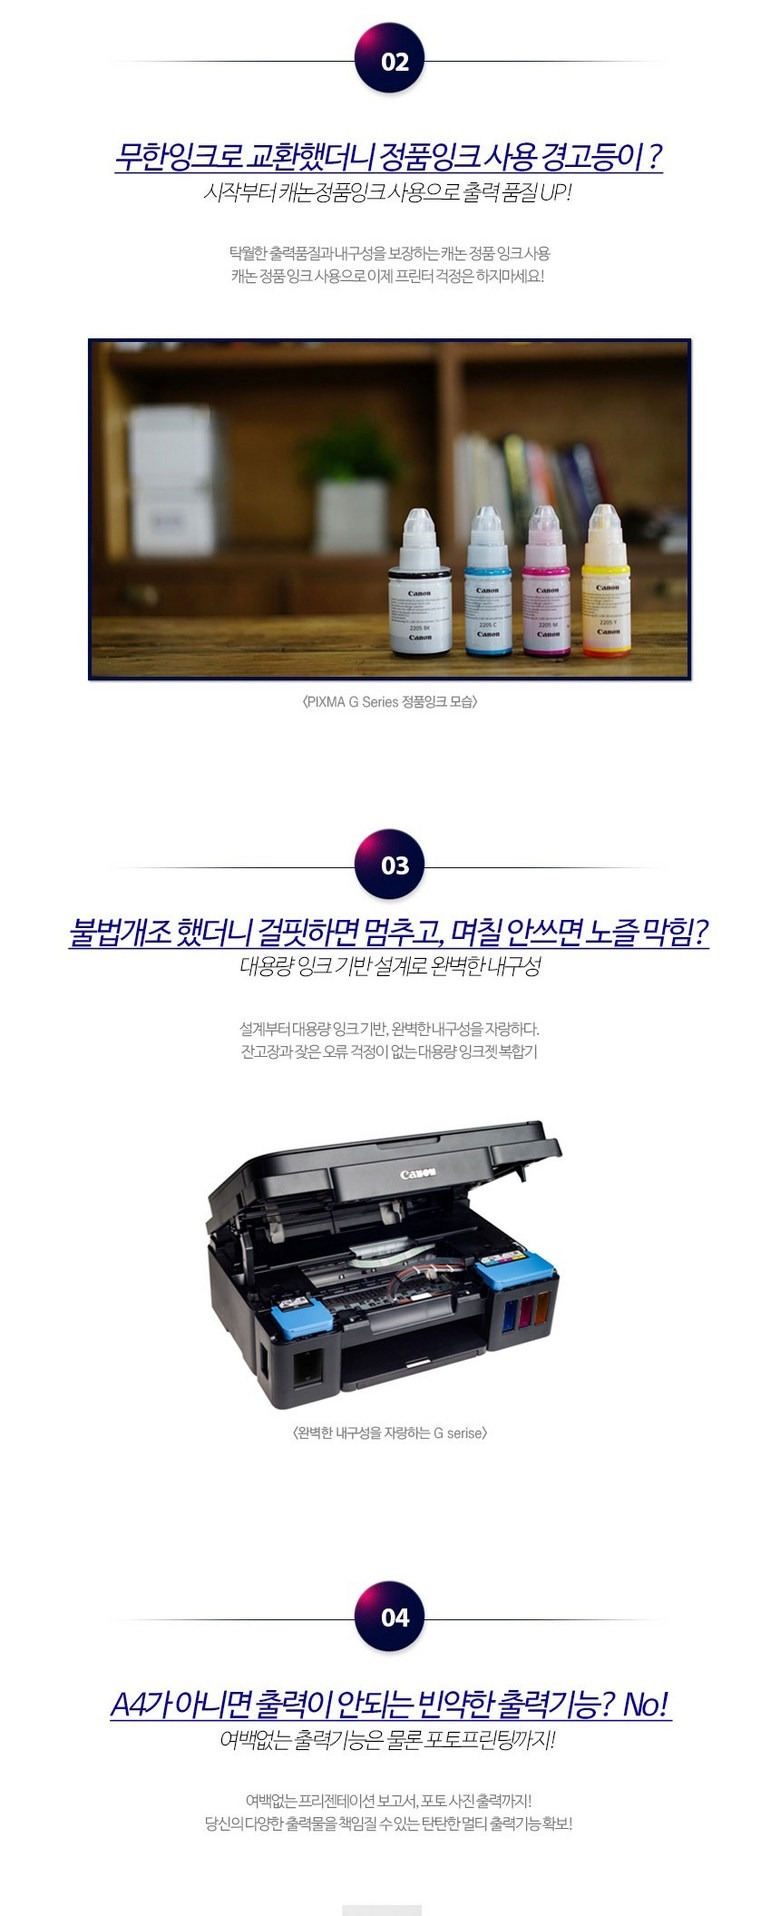 02
무한잉크로 교환했더니 정품잉크 사용 경고등이 ?
시작부터 캐논정품잉크 사용으로 출력 품질 UP!
탁월한 출력품질과 내구성을 보장하는 캐논 정품 잉크 사용
캐논 정품 잉크 사용으로 이제 프린터 걱정은 하지마세요!
Canon
Canon
Canon
Canon
2205 BK
2205 C
2205 M
2205 Y
Canon
Canon
Canon
Canon
〈PIXMA G Series 정품잉크 모습〉
03
불법개조 했더니 걸핏하면 멈추고, 며칠 안쓰면 노즐 막힘?
대용량 잉크 기반 설계로 완벽한 내구성
설계부터 대용량 잉크 기반, 완벽한 내구성을 자랑하다.
잔고장과 잦은 오류 걱정이 없는 대용량 잉크젯 복합기
Canon
〈완벽한 내구성을 자랑하는 G serise〉
04
A4가 아니면 출력이 안되는 빈약한 출력기능? No!
여백없는 출력기능은 물론 포토프린팅까지!
여백없는 프리젠테이션 보고서, 포토 사진 출력까지!
당신의 다양한 출력물을 책임질 수 있는 탄탄한 멀티 출력기능 확보!